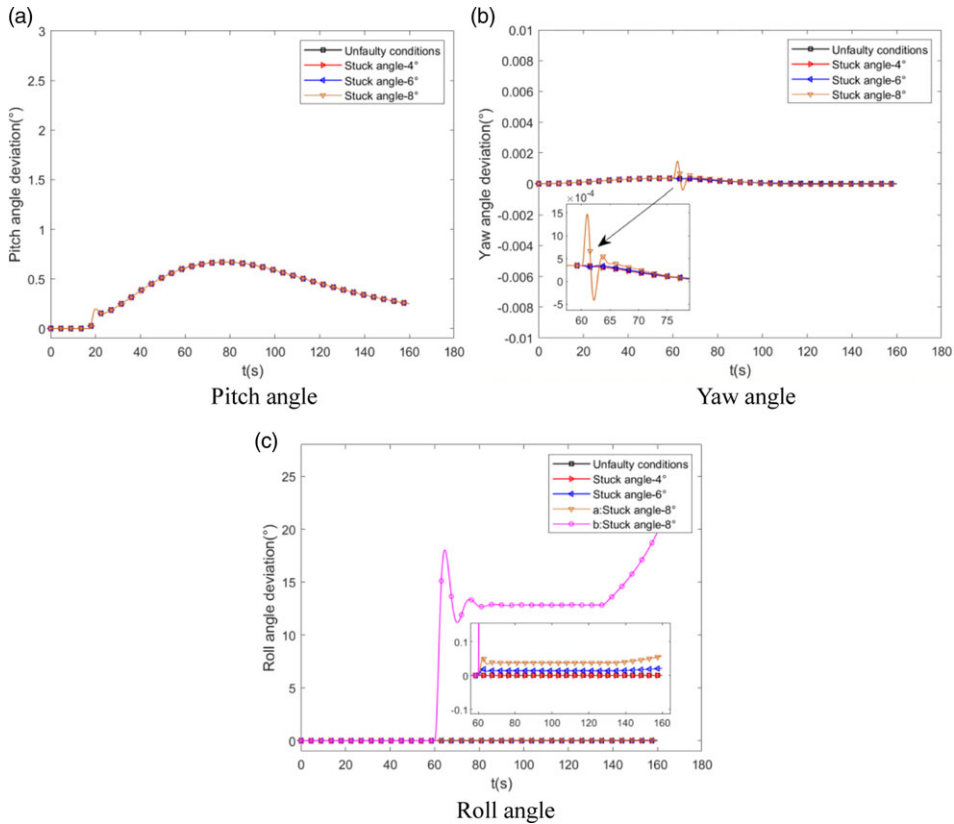 (a)
3
2.5
2
1.5
1
0.5
0
Pitch angle deviation(°)
Unfaulty conditions
Stuck angle-4°
Stuck angle-6°
Stuck angle-8°
0 20 40 60 80 100 120 140 160 180
t(s)
Pitch angle
(b)
0.01
0.008
0.006
0.004
0.002
0
-0.002
-0.004
-0.006
-0.008
-0.01
Yaw angle deviation(°)
Unfaulty conditions
Stuck angle-4°
Stuck angle-6°
Stuck angle-8°
×10⁻⁴
15
10
5
0
-5
60 65 70 75
0 20 40 60 80 100 120 140 160 180
t(s)
Yaw angle
(c)
25
20
15
10
5
0
Roll angle deviation(°)
Unfaulty conditions
Stuck angle-4°
Stuck angle-6°
a:Stuck angle-8°
b:Stuck angle-8°
0.1
0
-0.1
60 80 100 120 140 160
0 20 40 60 80 100 120 140 160 180
t(s)
Roll angle